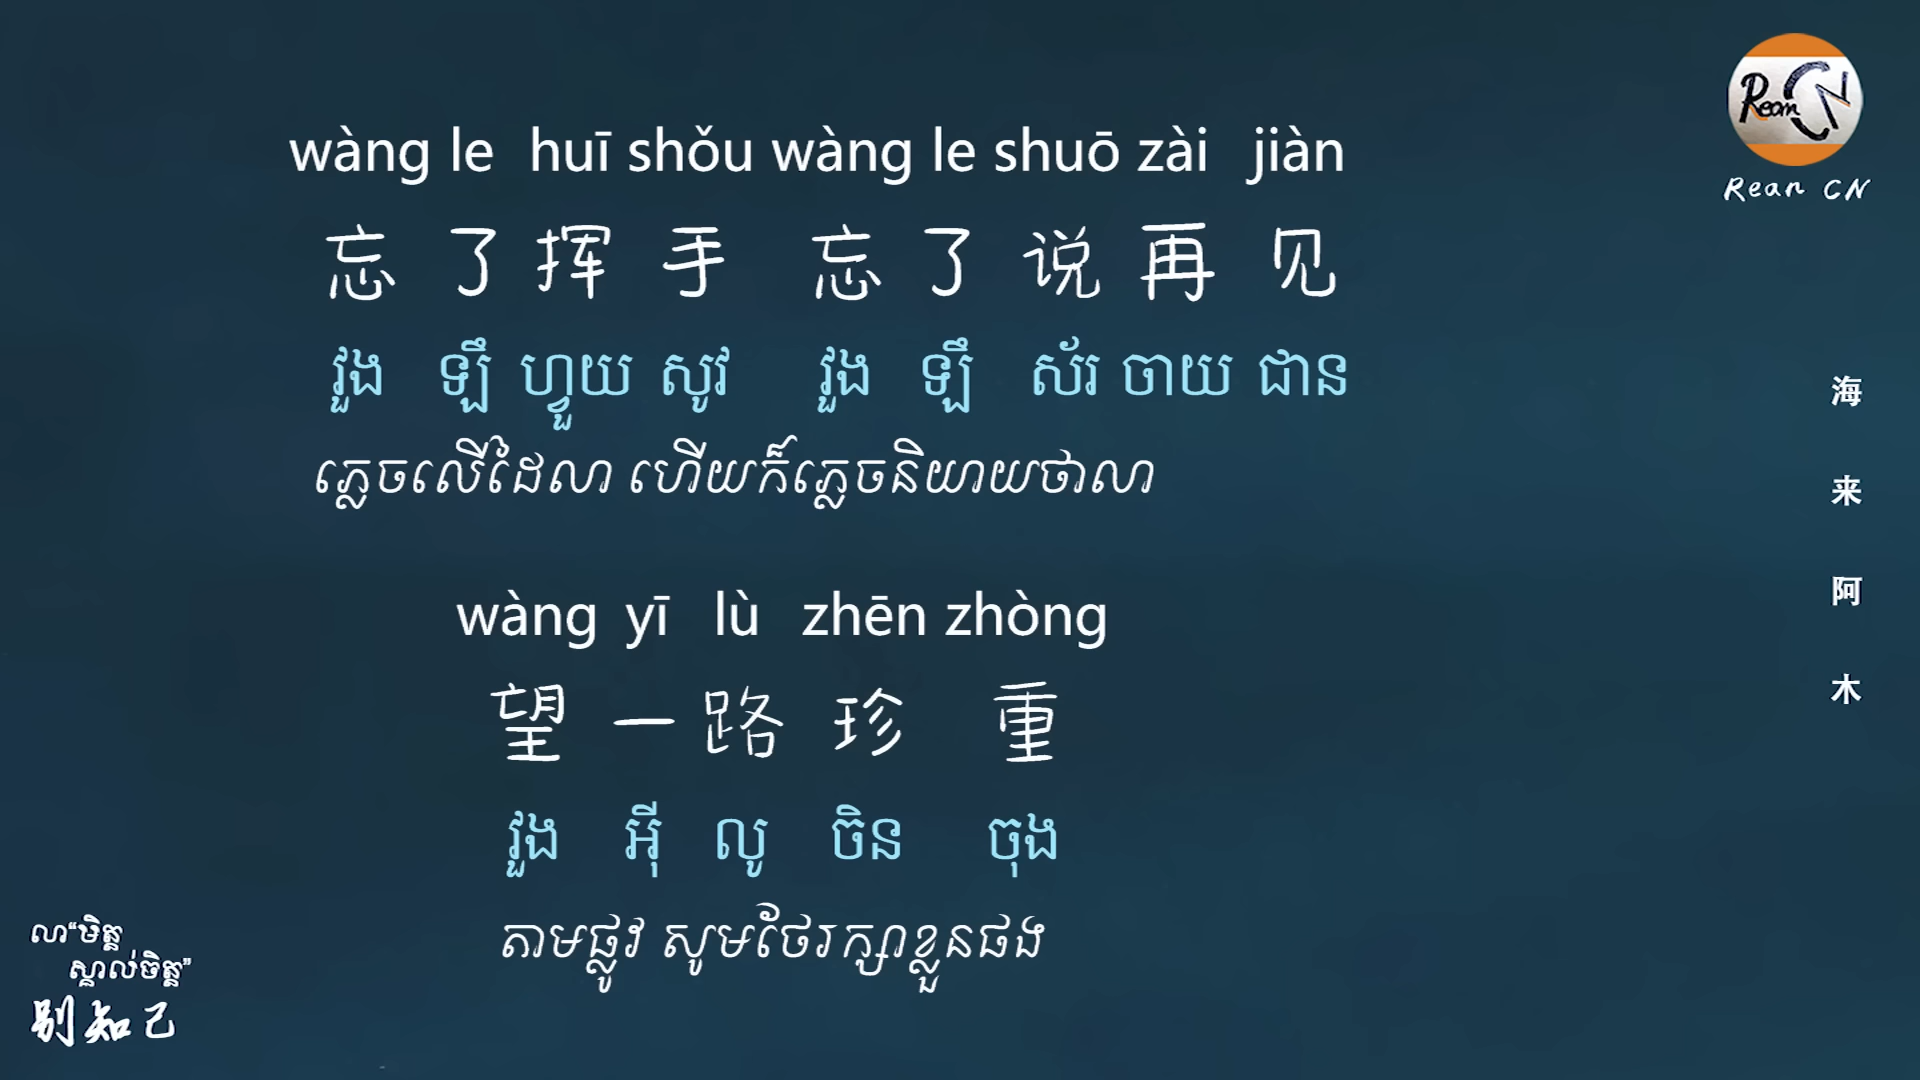 wàng le huī shǒu wàng le shuō zài jiàn
忘了挥手 忘了说再见
វួង ឡឺ ហ្វួយ សូវ វួង ឡឺ ស័រ ចាយ ជាន
ភ្លេចលើដៃលា ហើយក៏ភ្លេចនិយាយថាលា
wàng yī lù zhēn zhòng
望一路珍重
វួង អ៊ី លូ ចិន ចុង
តាមផ្លូវ សូមថែរក្សាខ្លួនផង
Rean CN
Rean CN
海来阿木
លា“មិត្ត
ស្គាល់ចិត្ត”
别知己